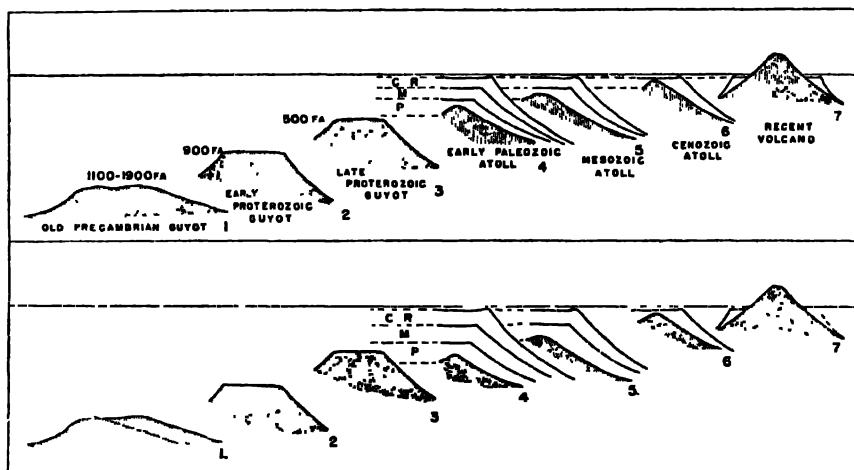 C R
M
P
500 FA
900 FA
1100-1900 FA
OLD PRECAMBRIAN GUYOT
1
EARLY
PROTEROZOIC
GUYOT
2
LATE
PROTEROZOIC
GUYOT
3
EARLY PALEOZOIC
ATOLL
4
MESOZOIC
ATOLL
5
CENOZOIC
ATOLL
6
RECENT
VOLCANO
7
C R
M
P
1.
2
3
4
5.
6
7